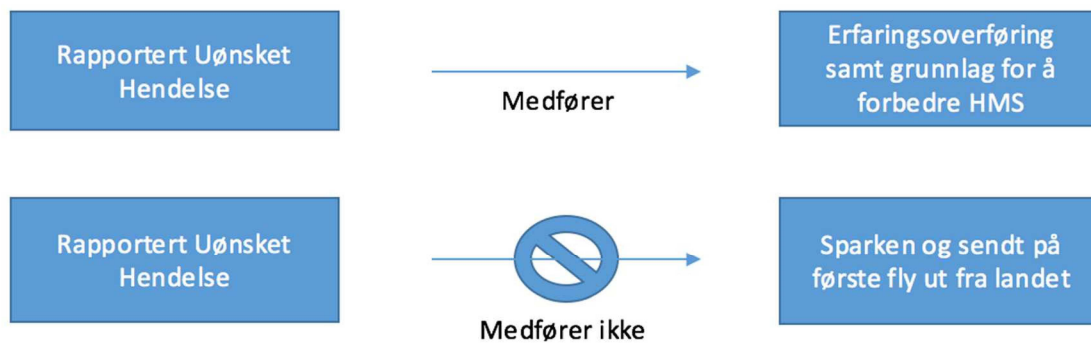 Rapportert Uønsket
Hendelse
Medfører
Erfaringsoverføring
samt grunnlag for å
forbedre HMS
Rapportert Uønsket
Hendelse
Medfører ikke
Sparken og sendt på
første fly ut fra landet